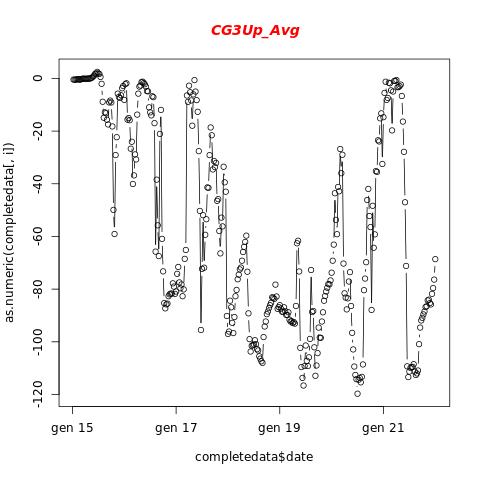 CG3Up_Avg
as.numeric(completedata[, i])
0
-20
-40
-60
-80
-100
-120
gen 15
gen 17
gen 19
gen 21
completedata$date